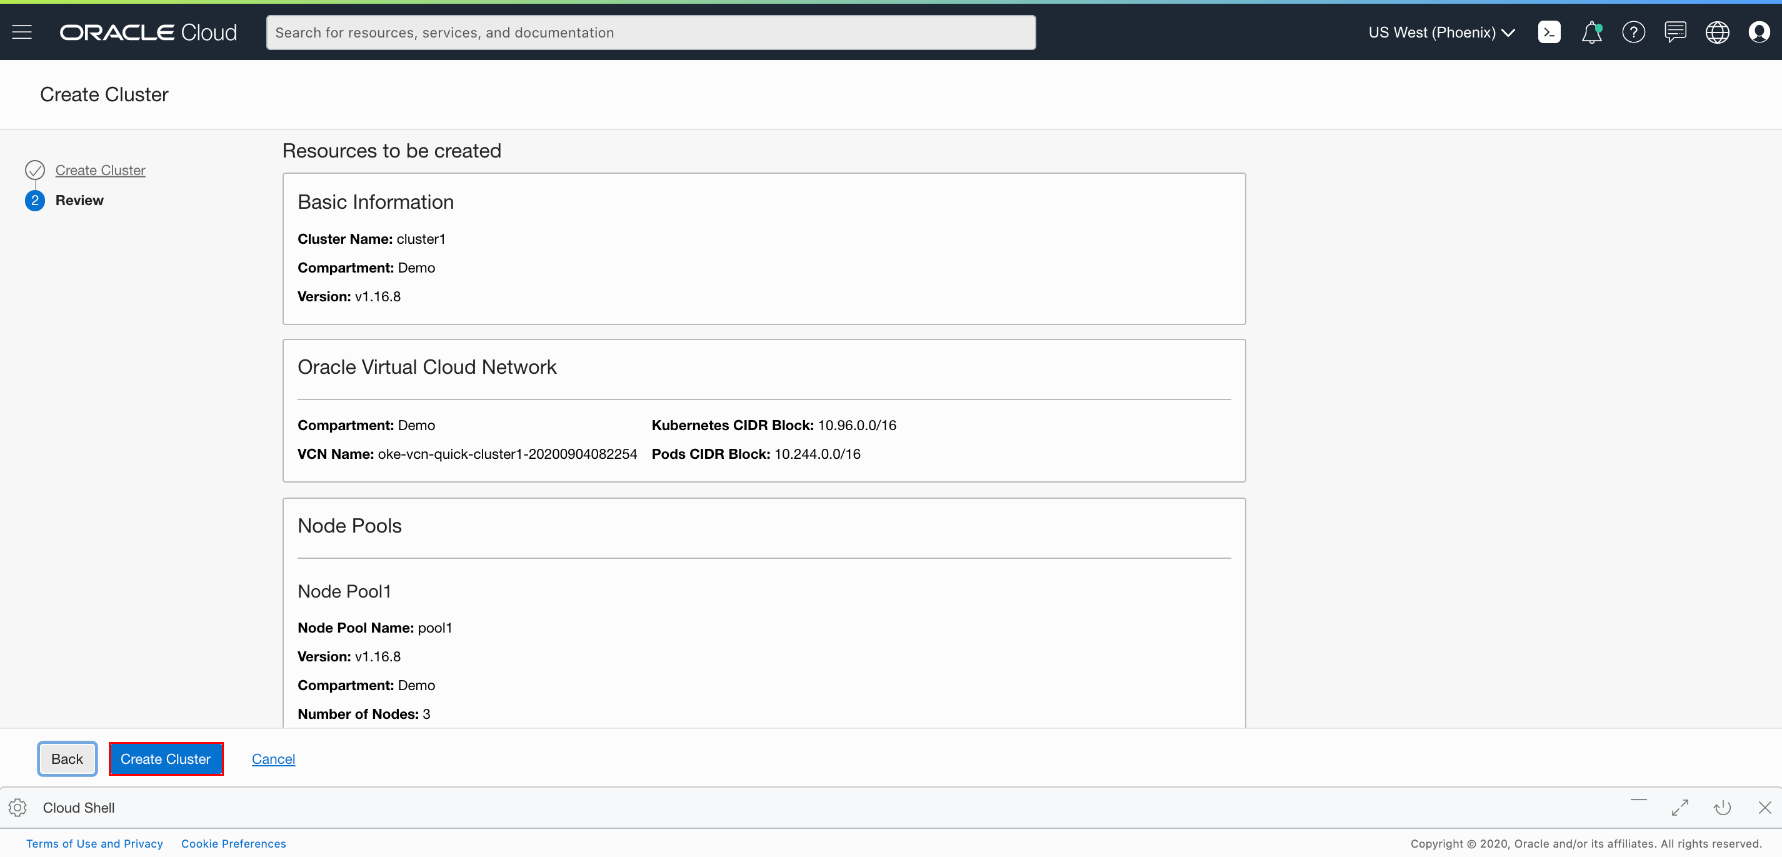 ORACLE Cloud
Search for resources, services, and documentation
US West (Phoenix)
Create Cluster
Create Cluster
2 Review
Resources to be created
Basic Information
Cluster Name: cluster1
Compartment: Demo
Version: v1.16.8
Oracle Virtual Cloud Network
Compartment: Demo Kubernetes CIDR Block: 10.96.0.0/16
VCN Name: oke-vcn-quick-cluster1-20200904082254 Pods CIDR Block: 10.244.0.0/16
Node Pools
Node Pool1
Node Pool Name: pool1
Version: v1.16.8
Compartment: Demo
Number of Nodes: 3
Back Create Cluster Cancel
Cloud Shell
Terms of Use and Privacy Cookie Preferences Copyright © 2020, Oracle and/or its affiliates. All rights reserved.